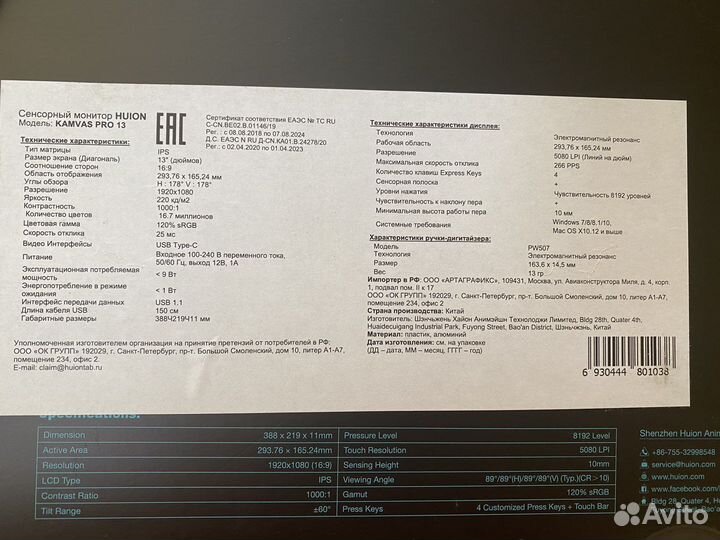 Сенсорный монитор HUION
Модель: KAMVAS PRO 13
EAC
Сертификат соответствия ЕАЭС № ТС RU
C-CN.BE02.B.01146/19
Рег. : с 08.08.2018 по 07.08.2024
Д.С. ЕАЭС N RU Д-CN.КА01.В.24278/20
Рег. : с 02.04.2020 по 01.04.2023
Технические характеристики:
Тип матрицы IPS
Размер экрана (Диагональ) 13" (дюймов)
Соотношение сторон 16:9
Область отображения 293,76 x 165,24 мм
Углы обзора H : 178° V : 178°
Разрешение 1920x1080
Яркость 220 кд/м2
Контрастность 1000:1
Количество цветов 16.7 миллионов
Цветовая гамма 120% sRGB
Скорость отклика 25 мс
Видео Интерфейсы USB Type-C
Питание Входное 100-240 В переменного тока,
50/60 Гц, выход 12В, 1А
Эксплуатационная потребляемая
мощность < 9 Вт
Энергопотребление в режиме
ожидания < 1 Вт
Интерфейс передачи данных USB 1.1
Длина кабеля USB 150 см
Габаритные размеры 388Ч219Ч11 мм
Уполномоченная изготовителем организация на принятие претензий от потребителей в РФ:
ООО «ОК ГРУПП» 192029, г. Санкт-Петербург, пр-т. Большой Смоленский, дом 10, литер А1-А7,
помещение 234, офис 2.
E-mail: claim@huiontab.ru
Технические характеристики дисплея:
Технология Электромагнитный резонанс
Рабочая область 293,76 x 165,24 мм
Разрешение 5080 LPI (Линий на дюйм)
Максимальная скорость отклика 266 PPS
Количество клавиш Express Keys 4
Сенсорная полоска +
Уровни нажатия Чувствительность 8192 уровней
Чувствительность к наклону пера +
Минимальная высота работы пера 10 мм
Системные требования: Windows 7/8/8.1/10,
Mac OS X10.12 и выше
Характеристики ручки-дигитайзера:
Модель PW507
Технология Электромагнитный резонанс
Размер 163,6 x 14,5 мм
Вес 13 гр
Импортер в РФ: ООО «АРТАГРАФИКС», 109431, Москва, ул. Авиаконструктора Миля, д. 4, кор.
1, подвал пом. II к 17
ООО «ОК ГРУПП» 192029, г. Санкт-Петербург, пр-т. Большой Смоленский, дом 10, литер А1-А7,
помещение 234, офис 2
Страна производства: Китай
Изготовитель: Шэньчжень Хайон Анимэйшн Технолоджи Лимитед, Bldg 28th, Quater 4th,
Huaidecuigang Industrial Park, Fuyong Street, Bao'an District, Шэньчжэнь, Китай
Материал: пластик, алюминий
Дата изготовления: см. на упаковке
(ДД – дата, ММ – месяц, ГГГГ – год)
6 930444 801038
Specifications:
Dimension 388 x 219 x 11mm Pressure Level 8192 Level
Active Area 293.76 × 165.24mm Touch Resolution 5080 LPI
Resolution 1920x1080 (16:9) Sensing Height 10mm
LCD Type IPS Viewing Angle 89°/89°(H)/89°/89°(V) (Typ.)(CR > 10)
Contrast Ratio 1000:1 Gamut 120% sRGB
Tilt Range ±60° Press Keys 4 Customized Press Keys + Touch Bar
Shenzhen Huion Ani
+86-755-32998548
service@huion.com
www.huion.com
www.facebook.com/
Bldg 28, Quater 4, H
Avito